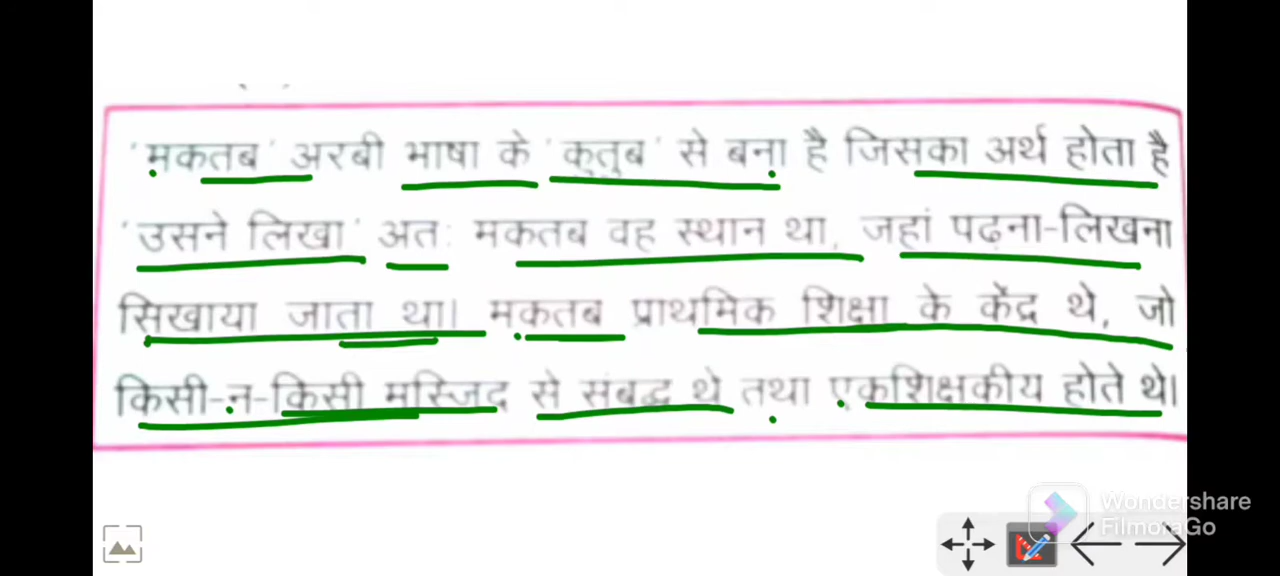 'मकतब' अरबी भाषा के 'कुतुब' से बना है जिसका अर्थ होता है
'उसने लिखा' अतः मकतब वह स्थान था, जहां पढ़ना-लिखना
सिखाया जाता था। मकतब प्राथमिक शिक्षा के केंद्र थे, जो
किसी-न-किसी मस्जिद से संबद्ध थे तथा एकशिक्षकीय होते थे।
Wondershare
FilmoraGo